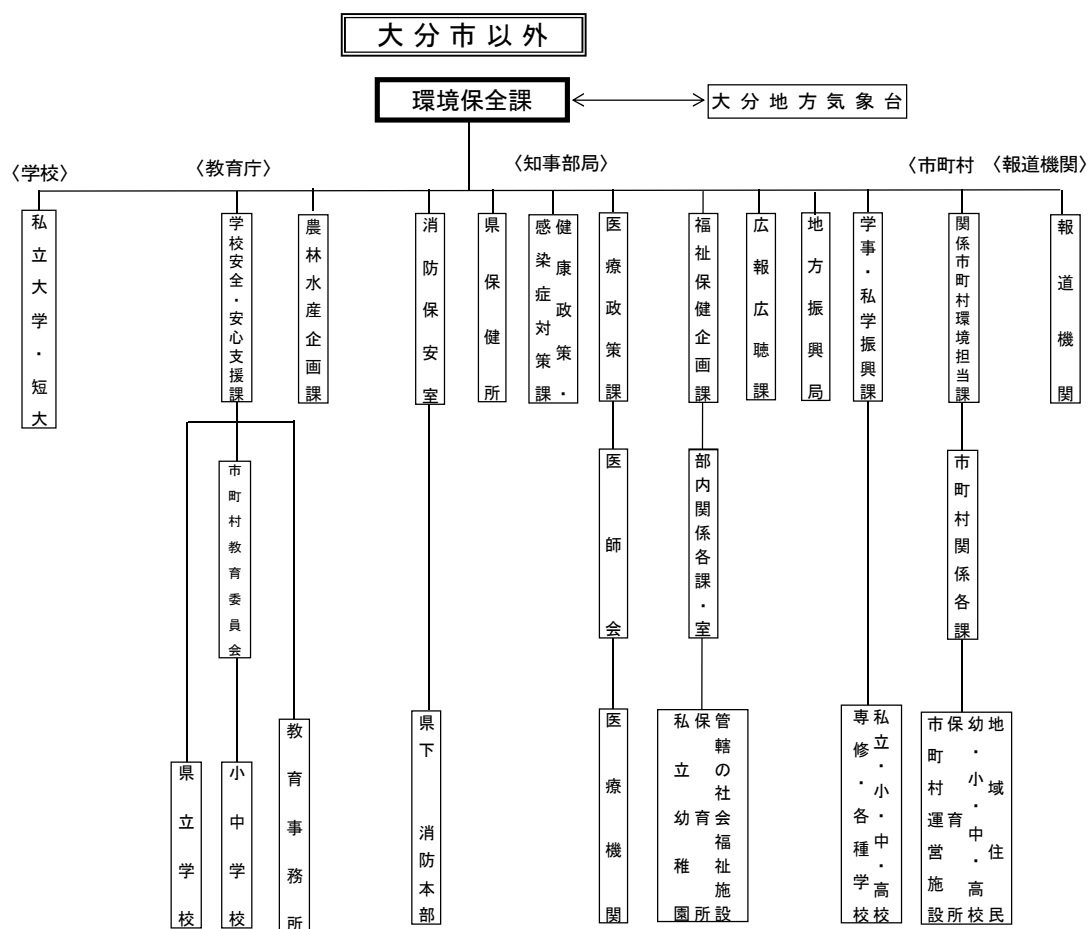 大分市以外
環境保全課
大分地方気象台
〈学校〉
〈教育庁〉
〈知事部局〉
〈市町村
〈報道機関〉
私立大学・短大
学校安全・安心支援課
農林水産企画課
消防保安室
県保健所
健康政策・
感染症対策課
医療政策課
福祉保健企画課
広報広聴課
地方振興局
学事・私学振興課
関係市町村環境担当課
報道機関
市町村教育委員会
医師会
部内関係各課・室
市町村関係各課
県立学校
小中学校
教育事務所
県下 消防本部
医療機関
管轄の社会福祉施設
保育所
私立幼稚園
私立・小・中・高校
専修・各種学校
地域住民
幼・小・中・高校
保育所
市町村運営施設